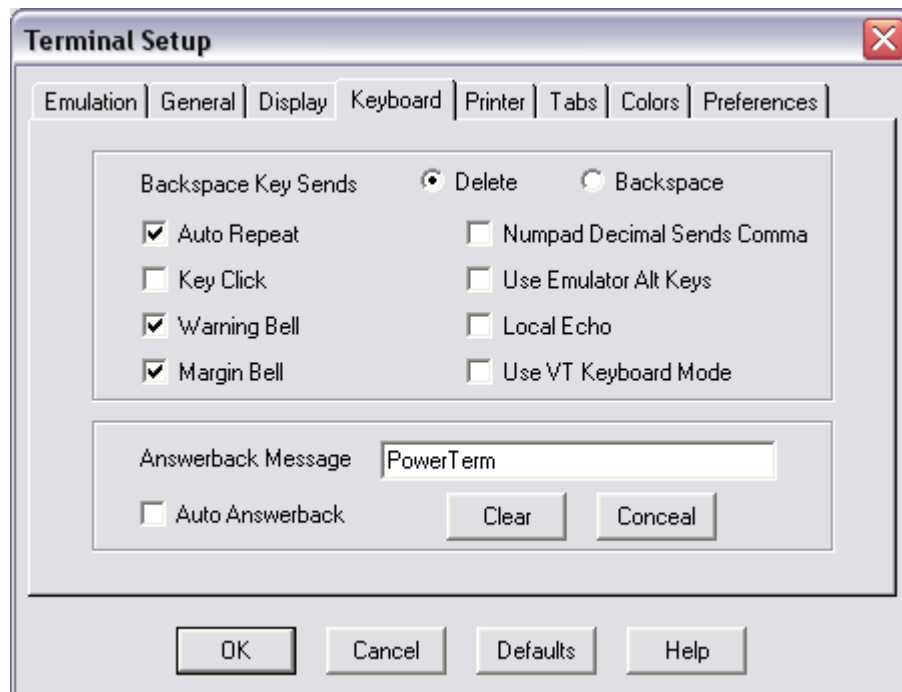 Terminal Setup
Emulation General Display Keyboard Printer Tabs Colors Preferences
Backspace Key Sends Delete Backspace
Auto Repeat Numpad Decimal Sends Comma
Key Click Use Emulator Alt Keys
Warning Bell Local Echo
Margin Bell Use VT Keyboard Mode
Answerback Message PowerTerm
Auto Answerback Clear Conceal
OK Cancel Defaults Help